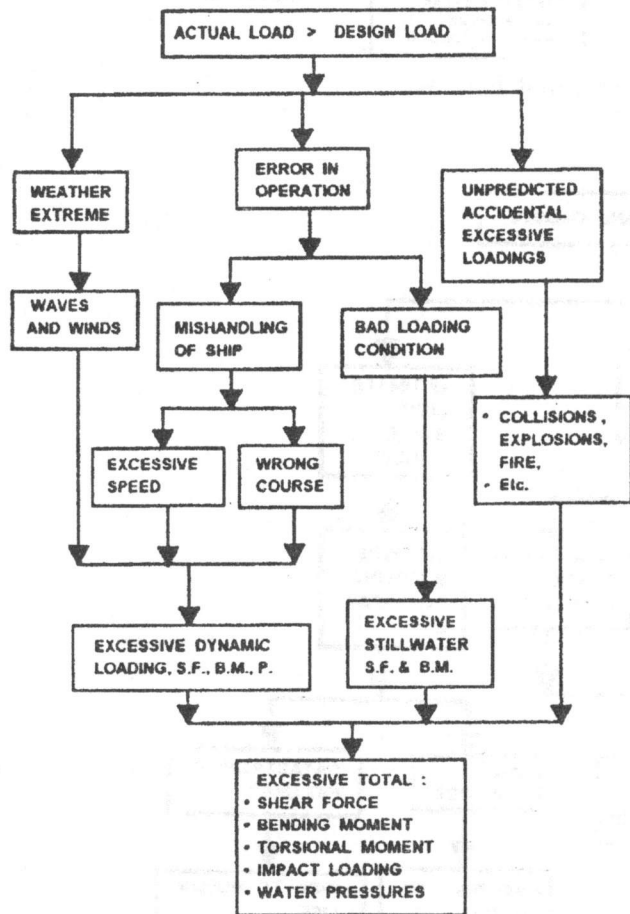 ACTUAL LOAD > DESIGN LOAD
WEATHER
EXTREME
ERROR IN
OPERATION
UNPREDICTED
ACCIDENTAL
EXCESSIVE
LOADINGS
WAVES
AND WINDS
MISHANDLING
OF SHIP
BAD LOADING
CONDITION
EXCESSIVE
SPEED
WRONG
COURSE
• COLLISIONS,
EXPLOSIONS,
FIRE,
• Etc.
EXCESSIVE DYNAMIC
LOADING, S.F., B.M., P.
EXCESSIVE
STILLWATER
S.F. & B.M.
EXCESSIVE TOTAL :
• SHEAR FORCE
• BENDING MOMENT
• TORSIONAL MOMENT
• IMPACT LOADING
• WATER PRESSURES